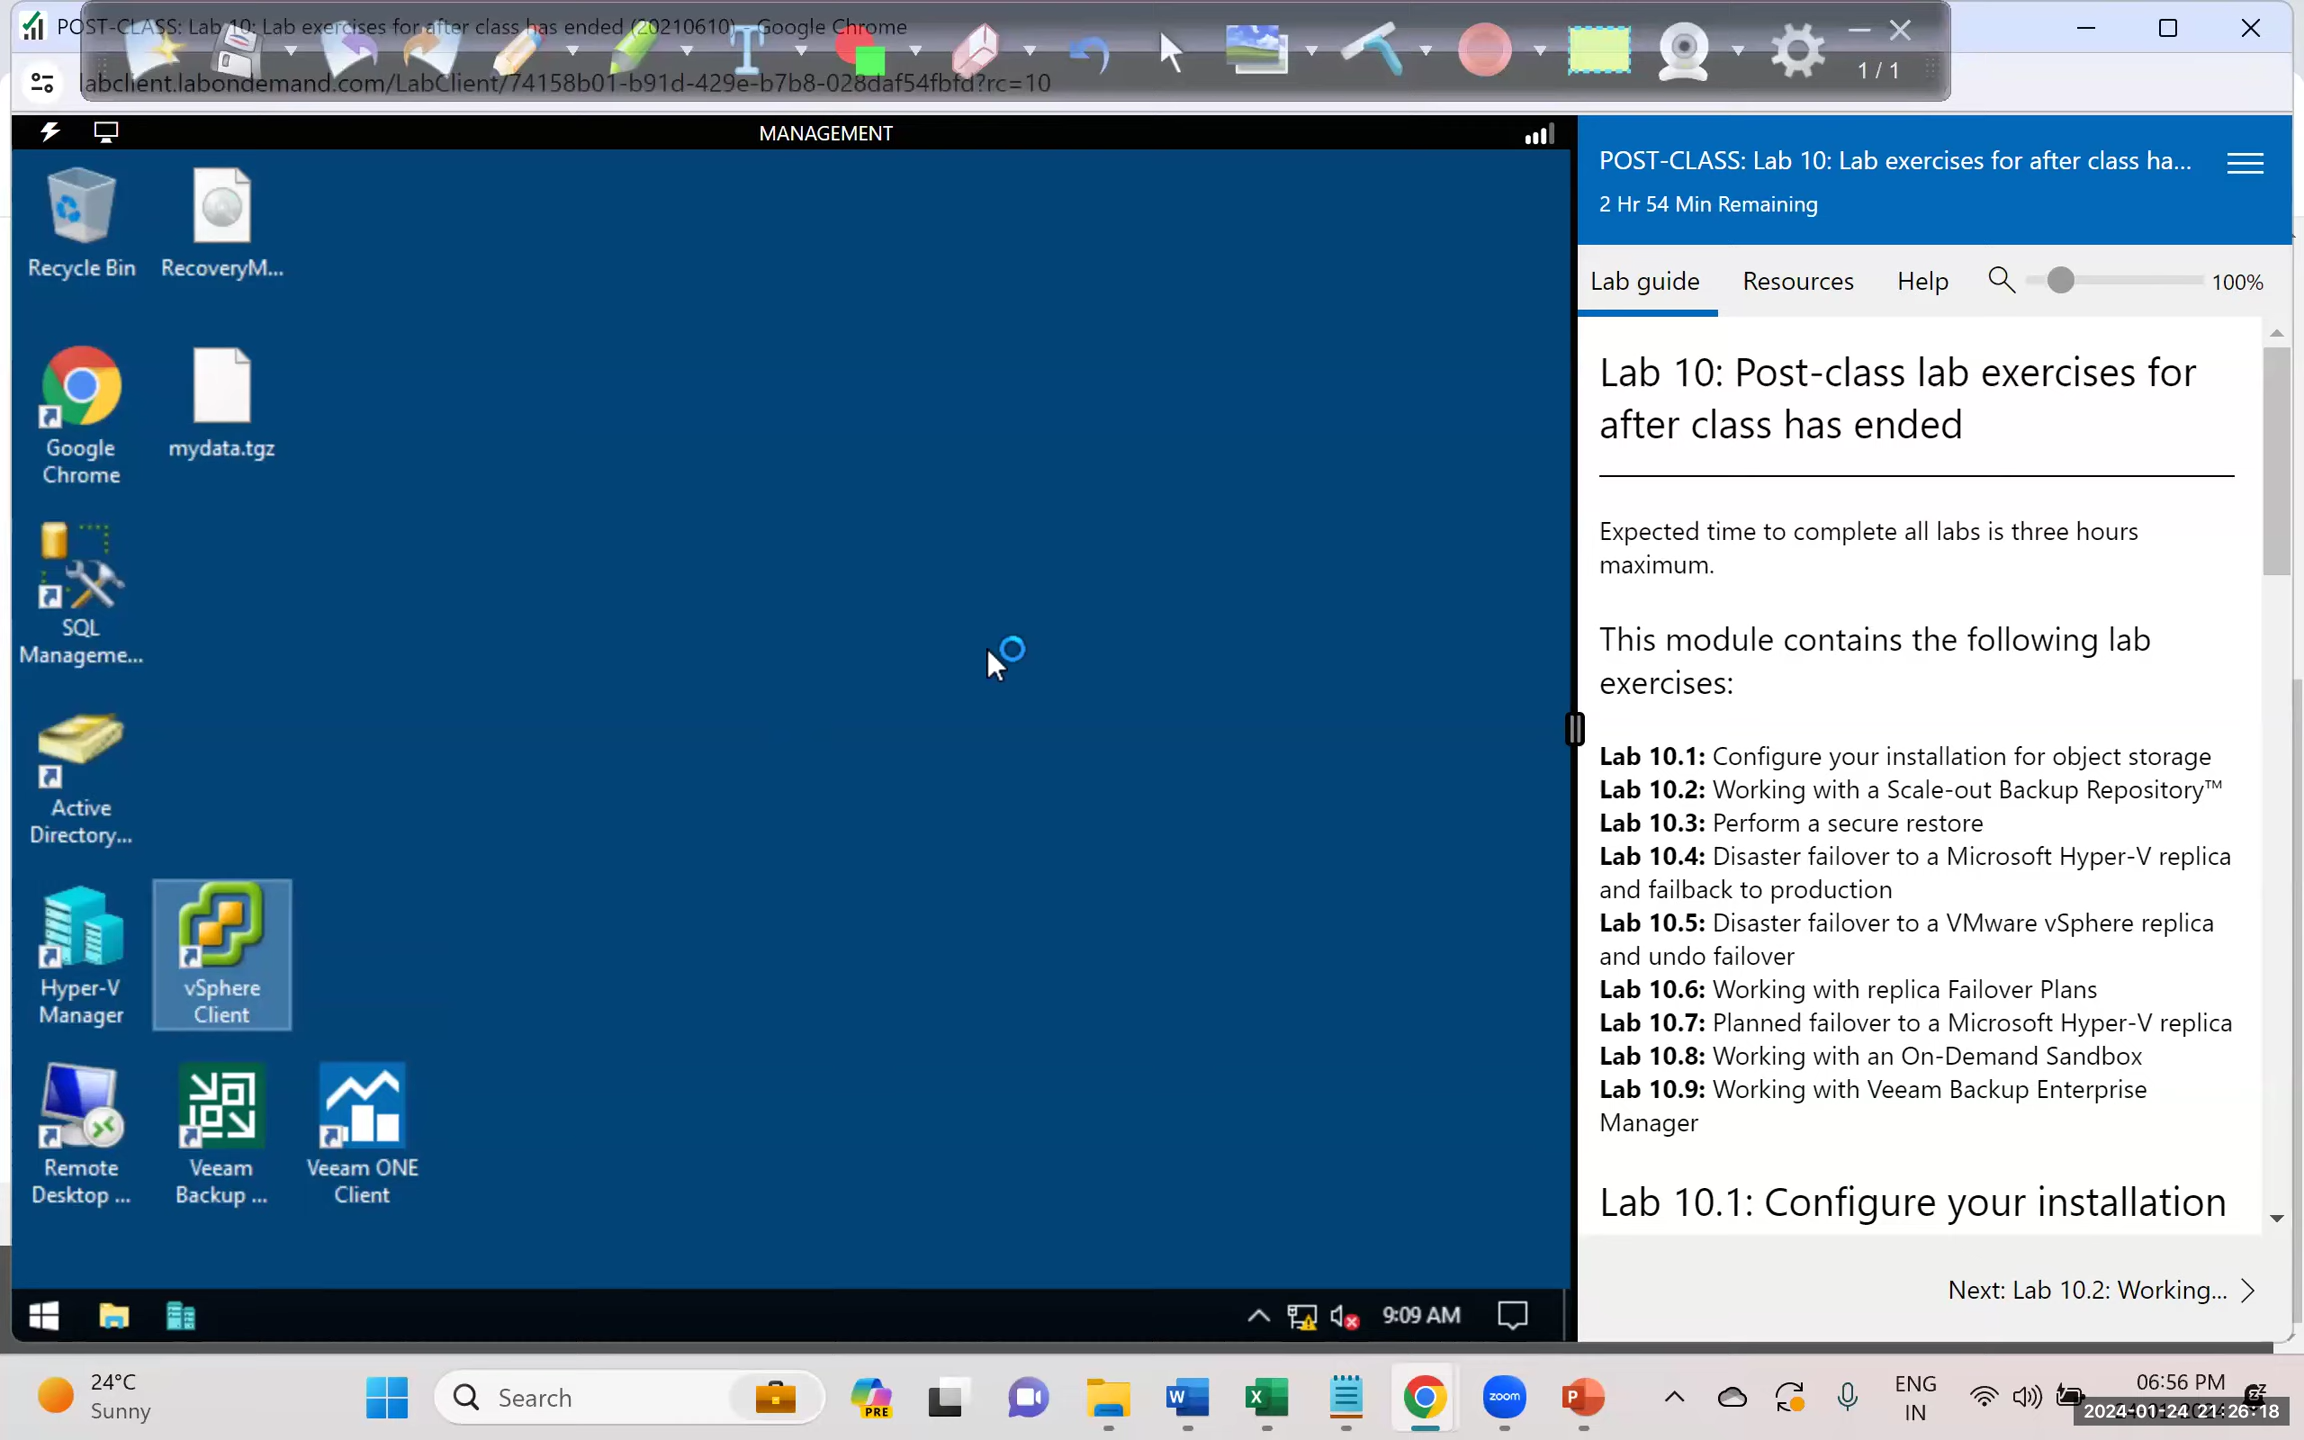 POST-CLASS: Lab 10: Lab exercises for after class has ended (20210610) - Google Chrome
1 / 1
labclient.labondemand.com/LabClient/74158b01-b91d-429e-b7b8-028daf54fbfd?rc=10
MANAGEMENT
Recycle Bin
RecoveryM...
Google
Chrome
mydata.tgz
SQL
Manageme...
Active
Directory...
Hyper-V
Manager
vSphere
Client
Remote
Desktop ...
Veeam
Backup ...
Veeam ONE
Client
9:09 AM
POST-CLASS: Lab 10: Lab exercises for after class ha...
2 Hr 54 Min Remaining
Lab guide
Resources
Help
100%
Lab 10: Post-class lab exercises for
after class has ended
Expected time to complete all labs is three hours
maximum.
This module contains the following lab
exercises:
Lab 10.1: Configure your installation for object storage
Lab 10.2: Working with a Scale-out Backup Repository™
Lab 10.3: Perform a secure restore
Lab 10.4: Disaster failover to a Microsoft Hyper-V replica
and failback to production
Lab 10.5: Disaster failover to a VMware vSphere replica
and undo failover
Lab 10.6: Working with replica Failover Plans
Lab 10.7: Planned failover to a Microsoft Hyper-V replica
Lab 10.8: Working with an On-Demand Sandbox
Lab 10.9: Working with Veeam Backup Enterprise
Manager
Lab 10.1: Configure your installation
Next: Lab 10.2: Working...
24°C
Sunny
Search
PRE
zoom
ENG
IN
06:56 PM
2024-01-24 21:26:18